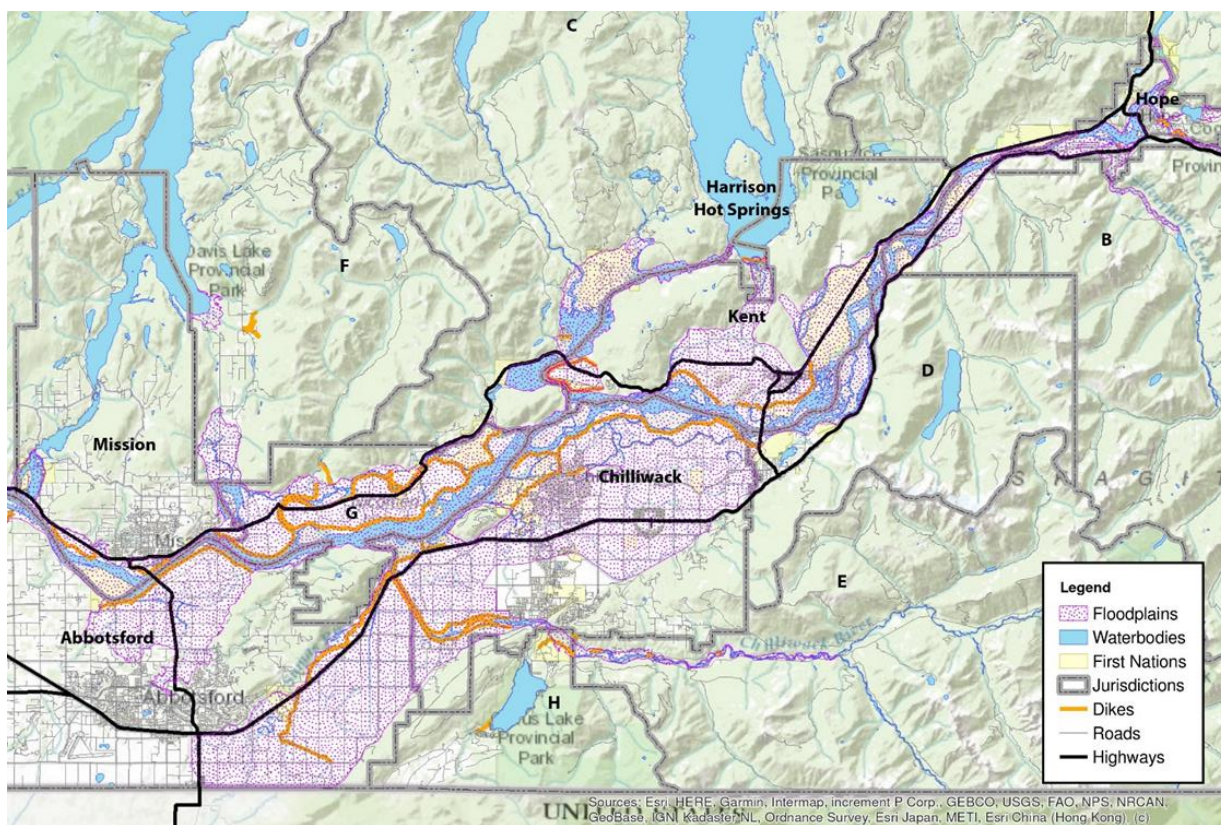 C
Hope
Sasquatch
Provincial
Harrison
Hot Springs
B
Davis Lake
Provincial
Park
F
Kent
D
Mission
Chilliwack
G
E
Abbotsford
Abbotsford
Chilliwack River
H
Provincial
Park
Legend
Floodplains
Waterbodies
First Nations
Jurisdictions
Dikes
Roads
Highways
Sources: Esri, HERE, Garmin, Intermap, increment P Corp., GEBCO, USGS, FAO, NPS, NRCAN,
GeoBase, IGN, Kadaster NL, Ordnance Survey, Esri Japan, METI, Esri China (Hong Kong), (c)